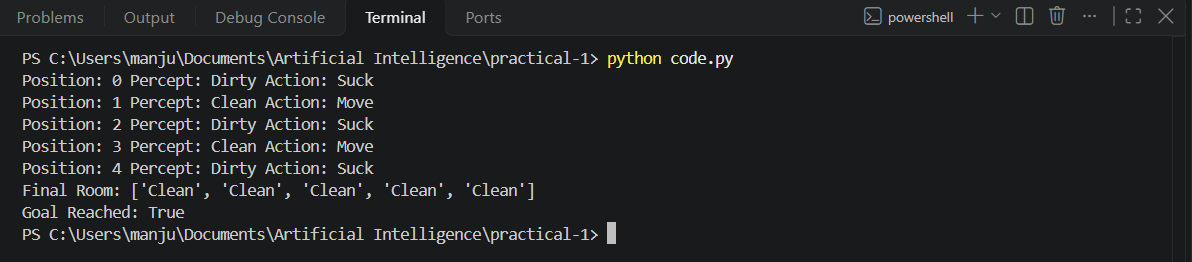 Problems Output Debug Console Terminal Ports powershell
PS C:\Users\manju\Documents\Artificial Intelligence\practical-1> python code.py
Position: 0 Percept: Dirty Action: Suck
Position: 1 Percept: Clean Action: Move
Position: 2 Percept: Dirty Action: Suck
Position: 3 Percept: Clean Action: Move
Position: 4 Percept: Dirty Action: Suck
Final Room: ['Clean', 'Clean', 'Clean', 'Clean', 'Clean']
Goal Reached: True
PS C:\Users\manju\Documents\Artificial Intelligence\practical-1>